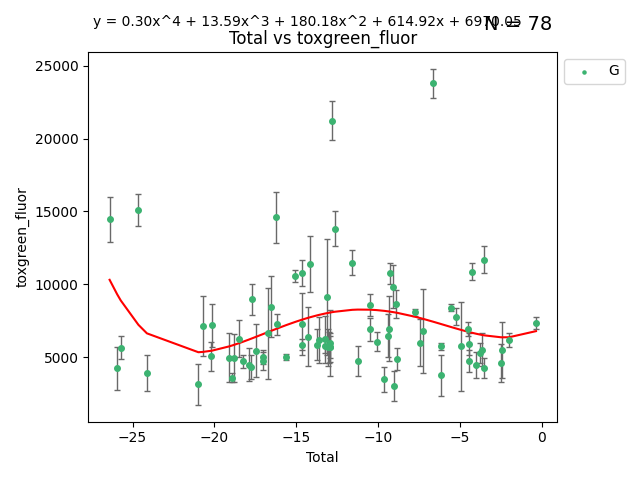 y = 0.30x^4 + 13.59x^3 + 180.18x^2 + 614.92x + 6970.05
N = 78
Total vs toxgreen_fluor
G
25000
20000
15000
10000
5000
toxgreen_fluor
−25 −20 −15 −10 −5 0
Total